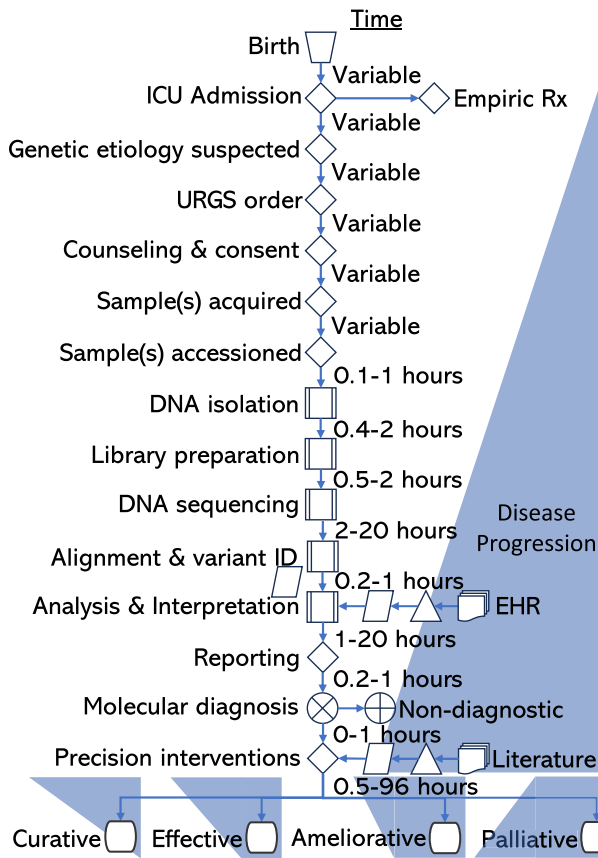 Time
Birth
Variable
ICU Admission
Empiric Rx
Variable
Genetic etiology suspected
Variable
URGS order
Variable
Counseling & consent
Variable
Sample(s) acquired
Variable
Sample(s) accessioned
0.1-1 hours
DNA isolation
0.4-2 hours
Library preparation
0.5-2 hours
DNA sequencing
Disease
Progression
2-20 hours
Alignment & variant ID
0.2-1 hours
Analysis & Interpretation
EHR
1-20 hours
Reporting
0.2-1 hours
Molecular diagnosis
Non-diagnostic
0-1 hours
Precision interventions
Literature
0.5-96 hours
Curative
Effective
Ameliorative
Palliative